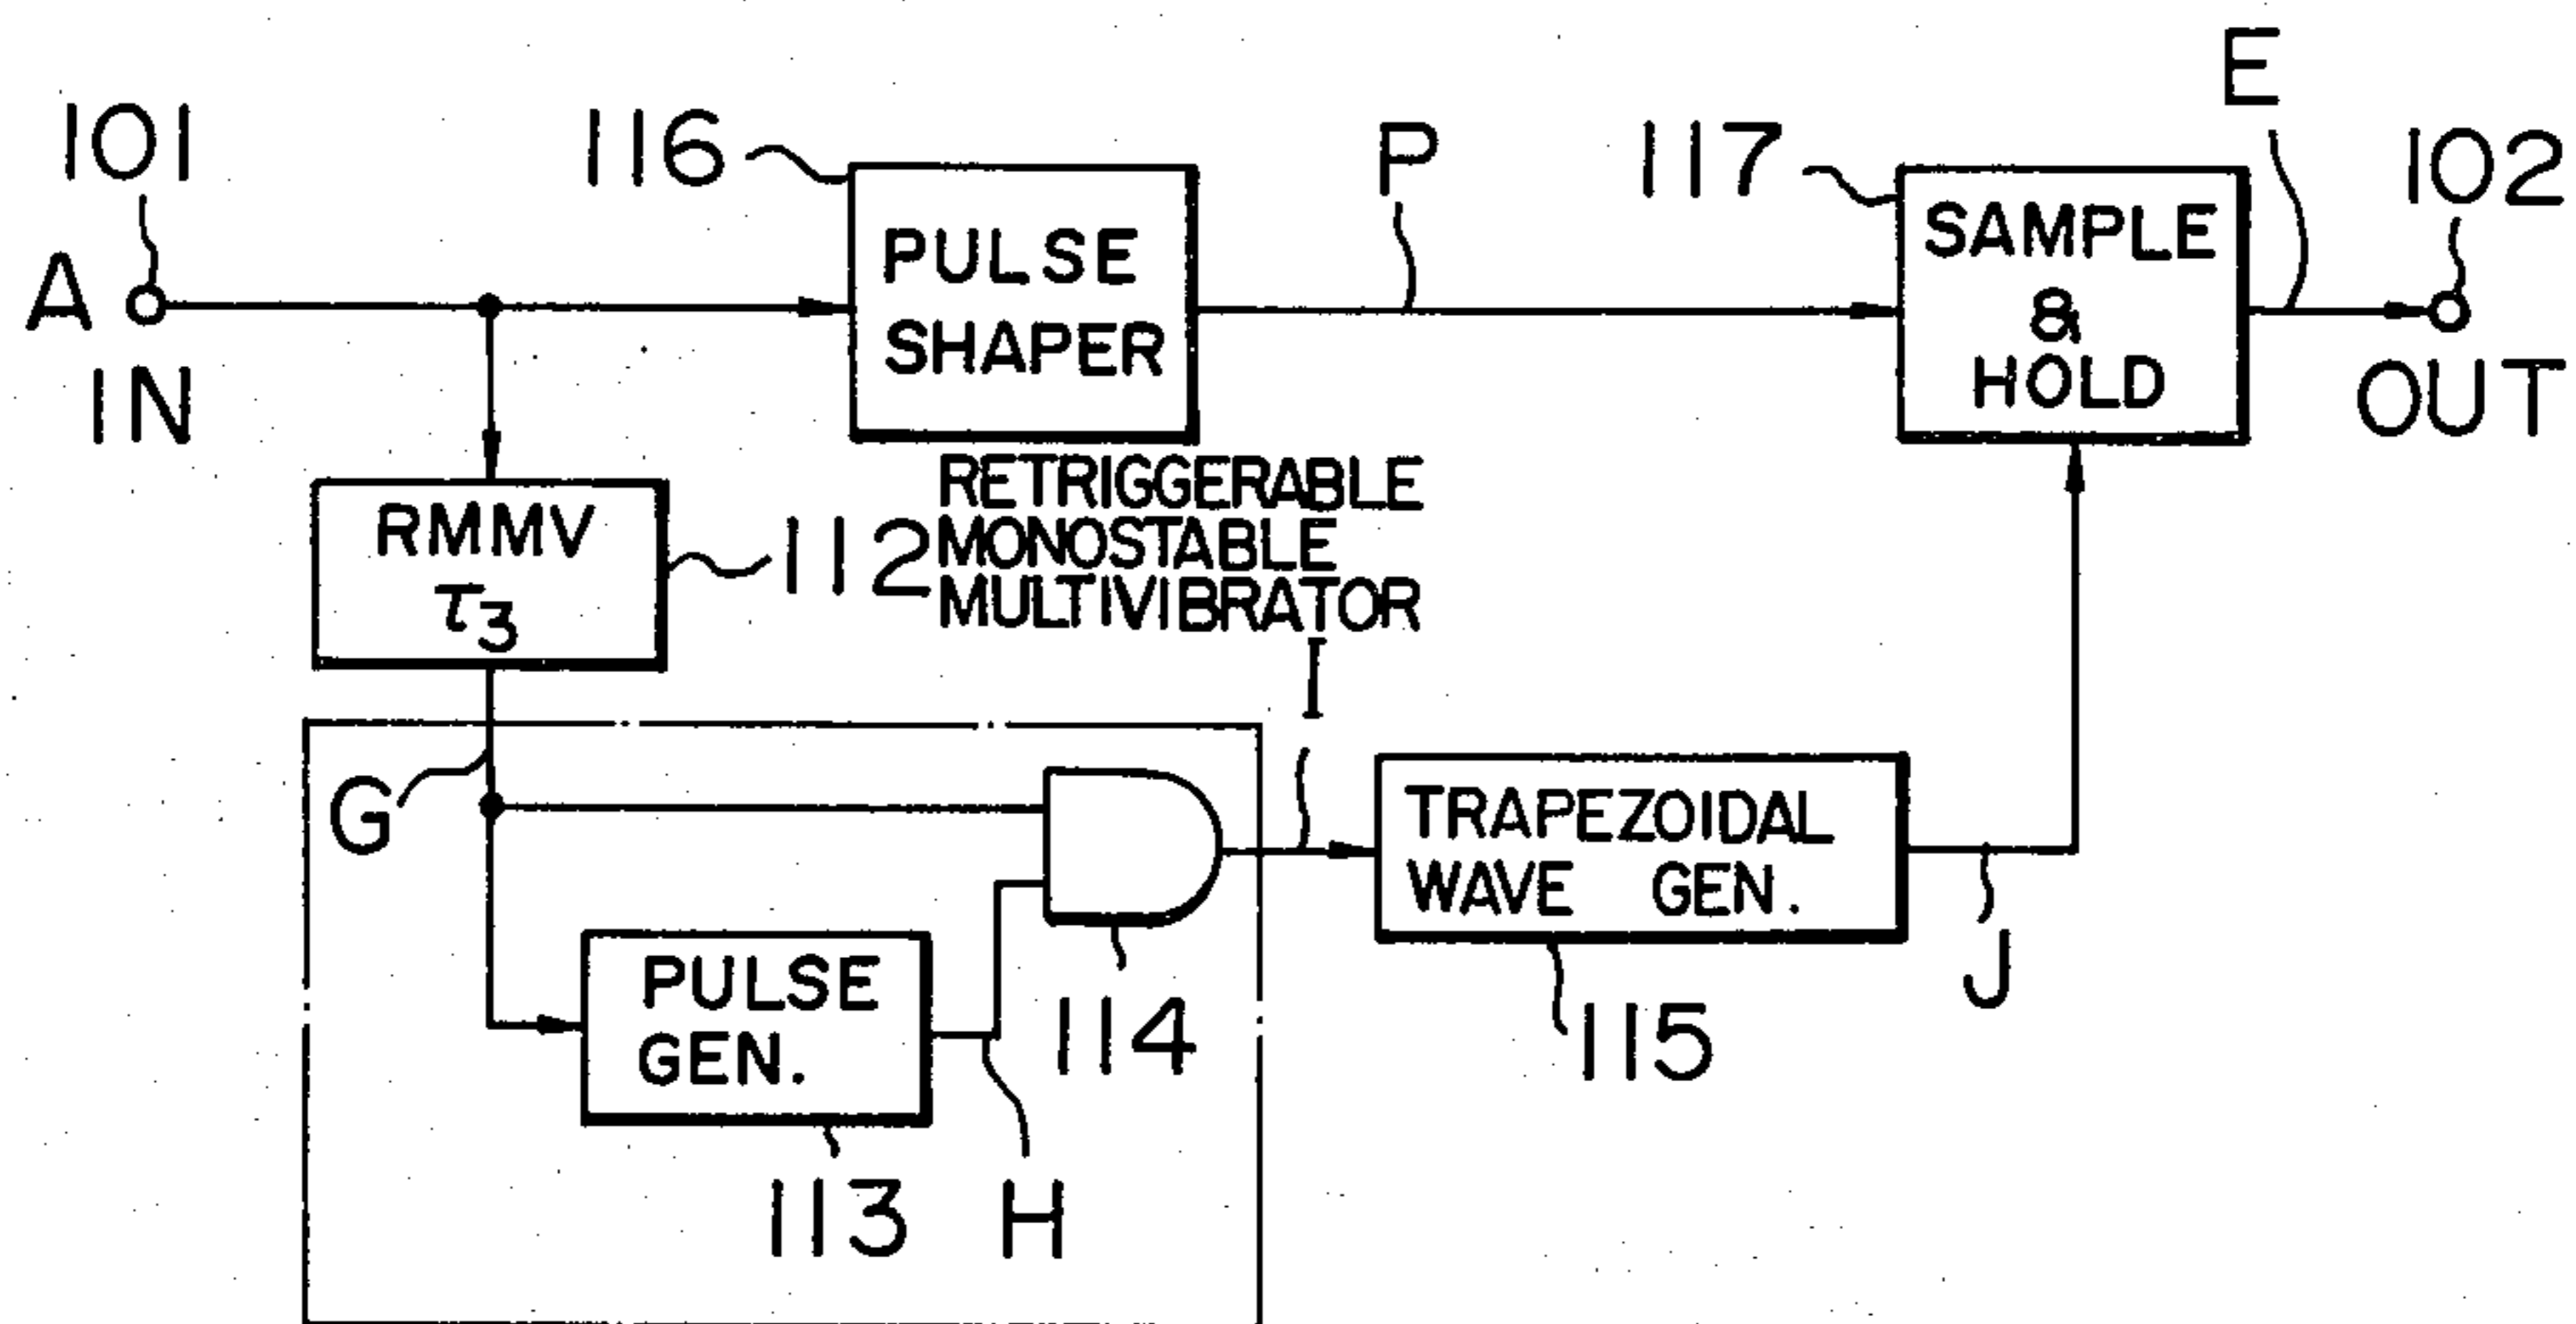 E
101
116
P
117
102
A
IN
PULSE
SHAPER
SAMPLE
&
HOLD
OUT
RMMV
τ3
112
RETRIGGERABLE
MONOSTABLE
MULTIVIBRATOR
I
G
TRAPEZOIDAL
WAVE GEN.
J
PULSE
GEN.
114
115
113
H